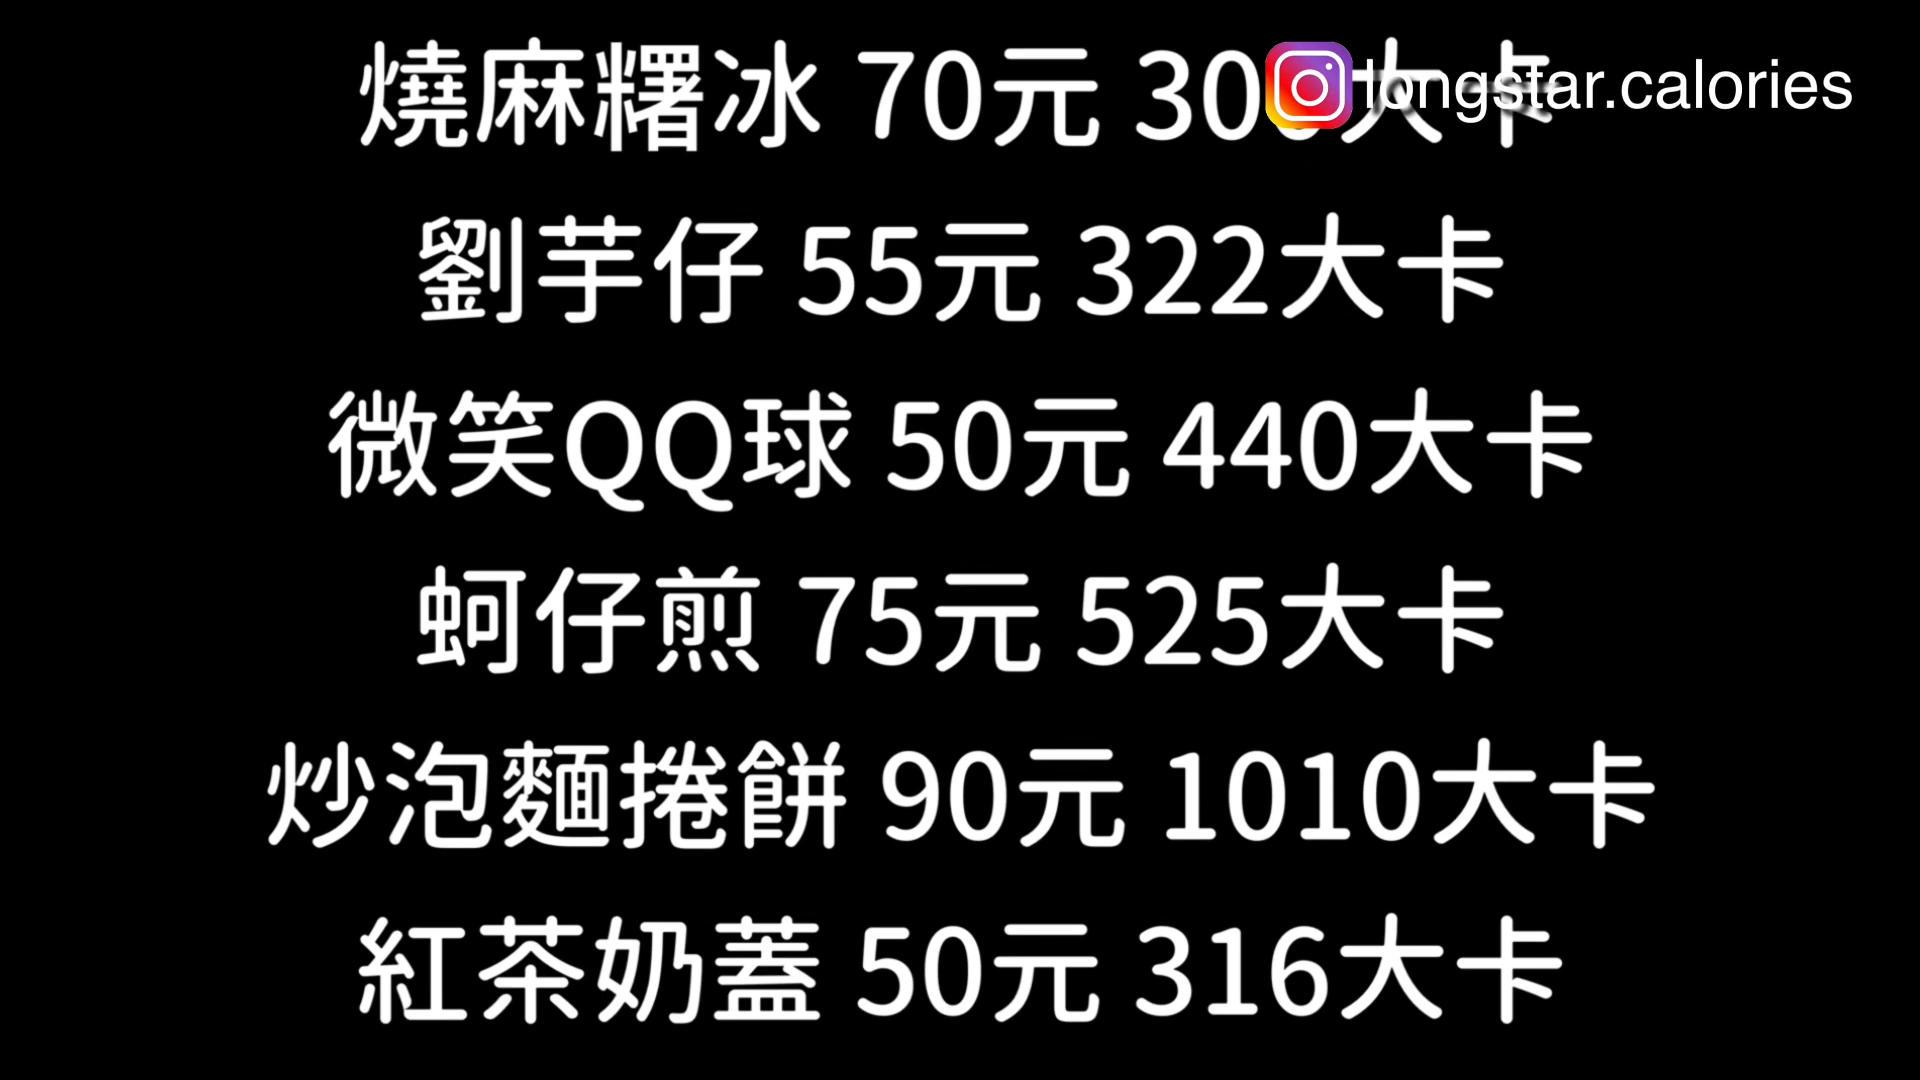 燒麻糬冰 70元 大卡
longstar.calories
劉芋仔 55元 322大卡
微笑QQ球 50元 440大卡
蚵仔煎 75元 525大卡
炒泡麵捲餅 90元 1010大卡
紅茶奶蓋 50元 316大卡